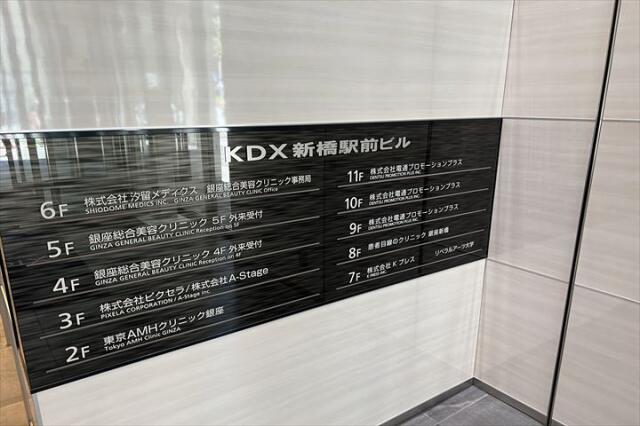 KDX 新橋駅前ビル
6F 株式会社汐留メディクス 銀座総合美容クリニック事務局
SHIODOME MEDICS INC. GINZA GENERAL BEAUTY CLINIC Office
5F 銀座総合美容クリニック 5F 外来受付
GINZA GENERAL BEAUTY CLINIC Reception on 5F
4F 銀座総合美容クリニック 4F 外来受付
GINZA GENERAL BEAUTY CLINIC Reception on 4F
3F 株式会社ピクセラ/株式会社A-Stage
PIXELA CORPORATION / A-Stage Inc.
2F 東京AMHクリニック銀座
Tokyo AMH Clinic GINZA
11F 株式会社電通プロモーションプラス
DENTSU PROMOTION PLUS INC.
10F 株式会社電通プロモーションプラス
DENTSU PROMOTION PLUS INC.
9F 株式会社電通プロモーションプラス
DENTSU PROMOTION PLUS INC.
8F 患者目線のクリニック 銀座新橋
7F 株式会社 K プレス リベラルアーツ大学
K PRESS INC.